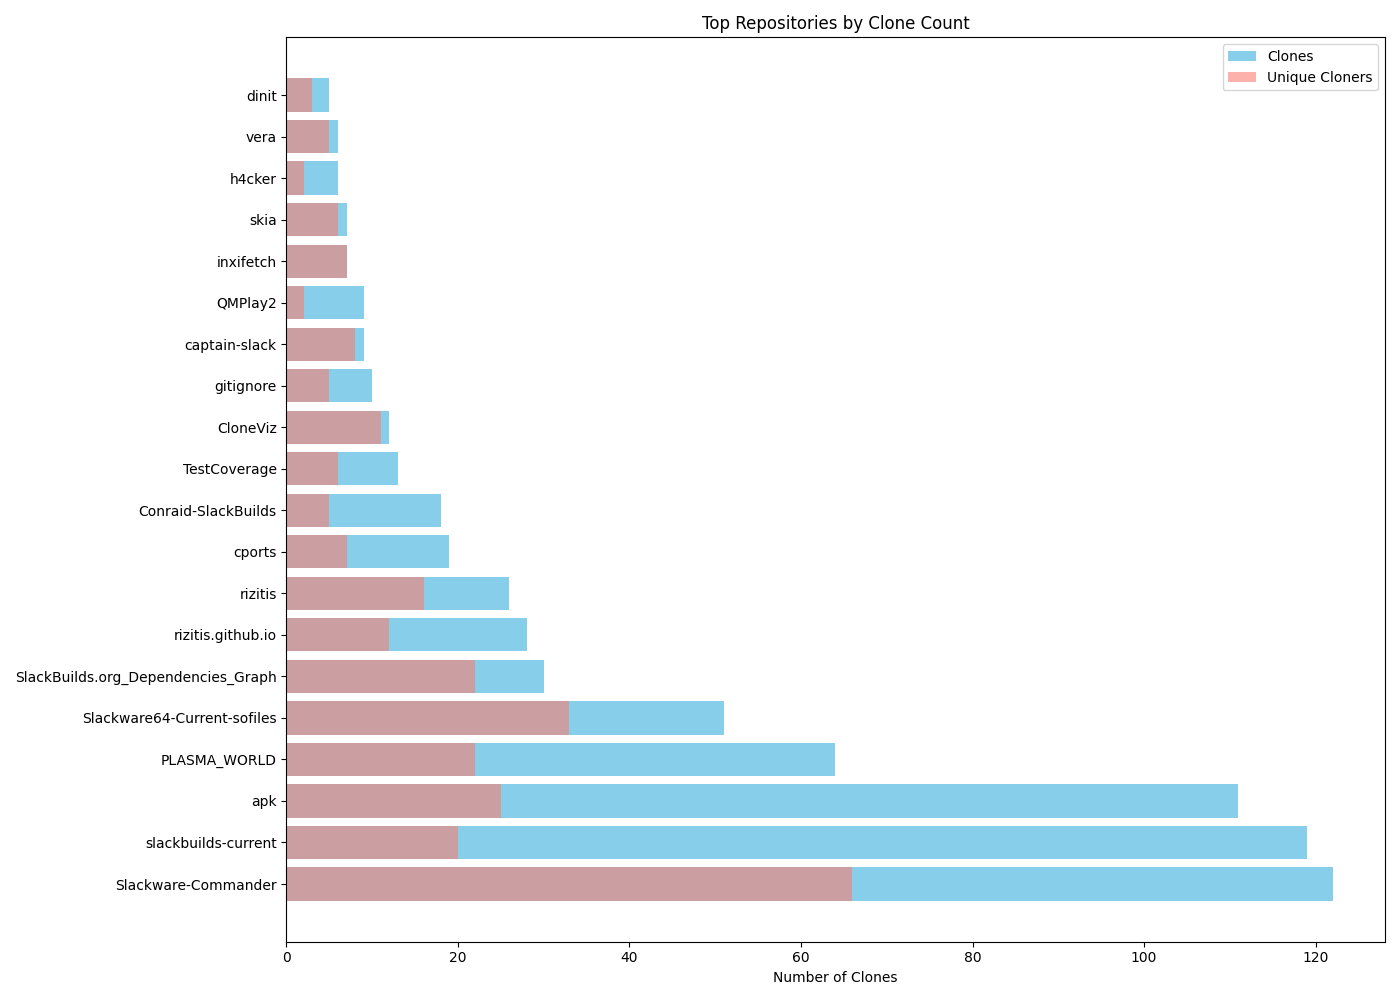 Top Repositories by Clone Count
Clones
Unique Cloners
dinit
vera
h4cker
skia
inxifetch
QMPlay2
captain-slack
gitignore
CloneViz
TestCoverage
Conraid-SlackBuilds
cports
rizitis
rizitis.github.io
SlackBuilds.org_Dependencies_Graph
Slackware64-Current-sofiles
PLASMA_WORLD
apk
slackbuilds-current
Slackware-Commander
0 20 40 60 80 100 120
Number of Clones